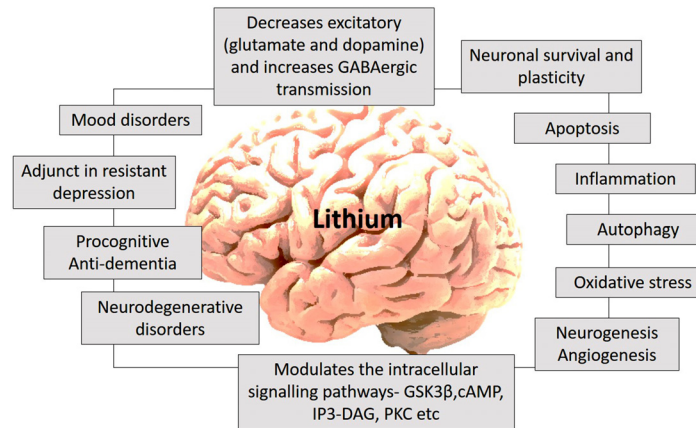 Decreases excitatory
(glutamate and dopamine)
and increases GABAergic
transmission
Neuronal survival and
plasticity
Mood disorders
Apoptosis
Adjunct in resistant
depression
Inflammation
Lithium
Procognitive
Anti-dementia
Autophagy
Neurodegenerative
disorders
Oxidative stress
Neurogenesis
Angiogenesis
Modulates the intracellular
signalling pathways- GSK3β,cAMP,
IP3-DAG, PKC etc